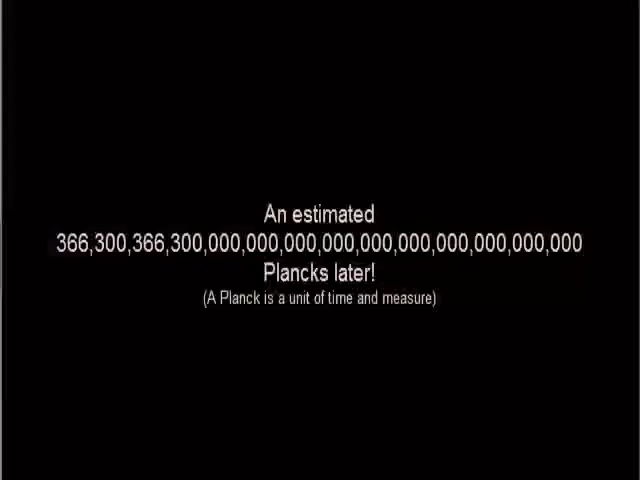 An estimated
366,300,366,300,000,000,000,000,000,000,000,000,000,000
Plancks later!
(A Planck is a unit of time and measure)